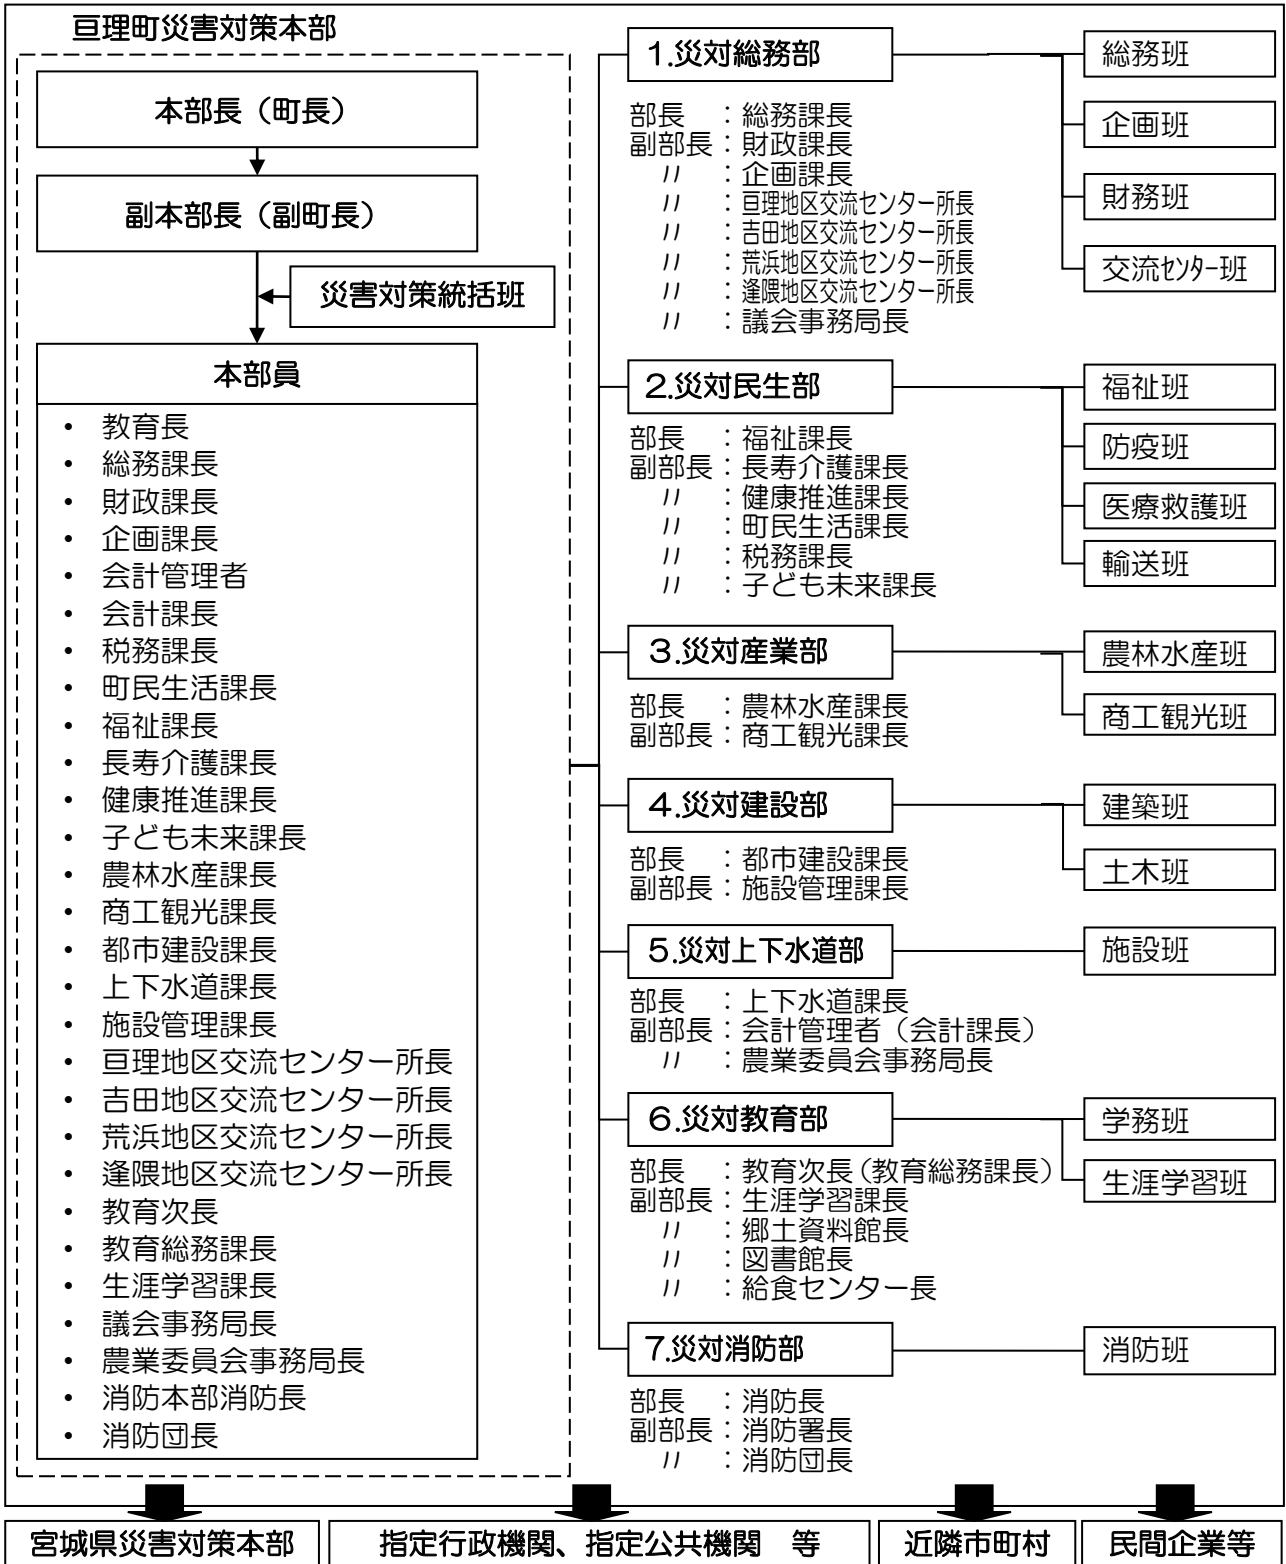 亘理町災害対策本部
本部長（町長）
副本部長（副町長）
災害対策統括班
本部員
・ 教育長
・ 総務課長
・ 財政課長
・ 企画課長
・ 会計管理者
・ 会計課長
・ 税務課長
・ 町民生活課長
・ 福祉課長
・ 長寿介護課長
・ 健康推進課長
・ 子ども未来課長
・ 農林水産課長
・ 商工観光課長
・ 都市建設課長
・ 上下水道課長
・ 施設管理課長
・ 亘理地区交流センター所長
・ 吉田地区交流センター所長
・ 荒浜地区交流センター所長
・ 逢隈地区交流センター所長
・ 教育次長
・ 教育総務課長
・ 生涯学習課長
・ 議会事務局長
・ 農業委員会事務局長
・ 消防本部消防長
・ 消防団長
１.災対総務部
部長　：総務課長
副部長：財政課長
〃　：企画課長
〃　：亘理地区交流センター所長
〃　：吉田地区交流センター所長
〃　：荒浜地区交流センター所長
〃　：逢隈地区交流センター所長
〃　：議会事務局長
総務班
企画班
財務班
交流ｾﾝﾀｰ班
２.災対民生部
部長　：福祉課長
副部長：長寿介護課長
〃　：健康推進課長
〃　：町民生活課長
〃　：税務課長
〃　：子ども未来課長
福祉班
防疫班
医療救護班
輸送班
３.災対産業部
部長　：農林水産課長
副部長：商工観光課長
農林水産班
商工観光班
４.災対建設部
部長　：都市建設課長
副部長：施設管理課長
建築班
土木班
５.災対上下水道部
部長　：上下水道課長
副部長：会計管理者（会計課長）
〃　：農業委員会事務局長
施設班
６.災対教育部
部長　：教育次長（教育総務課長）
副部長：生涯学習課長
〃　：郷土資料館長
〃　：図書館長
〃　：給食センター長
学務班
生涯学習班
７.災対消防部
部長　：消防長
副部長：消防署長
〃　：消防団長
消防班
宮城県災害対策本部
指定行政機関、指定公共機関　等
近隣市町村
民間企業等